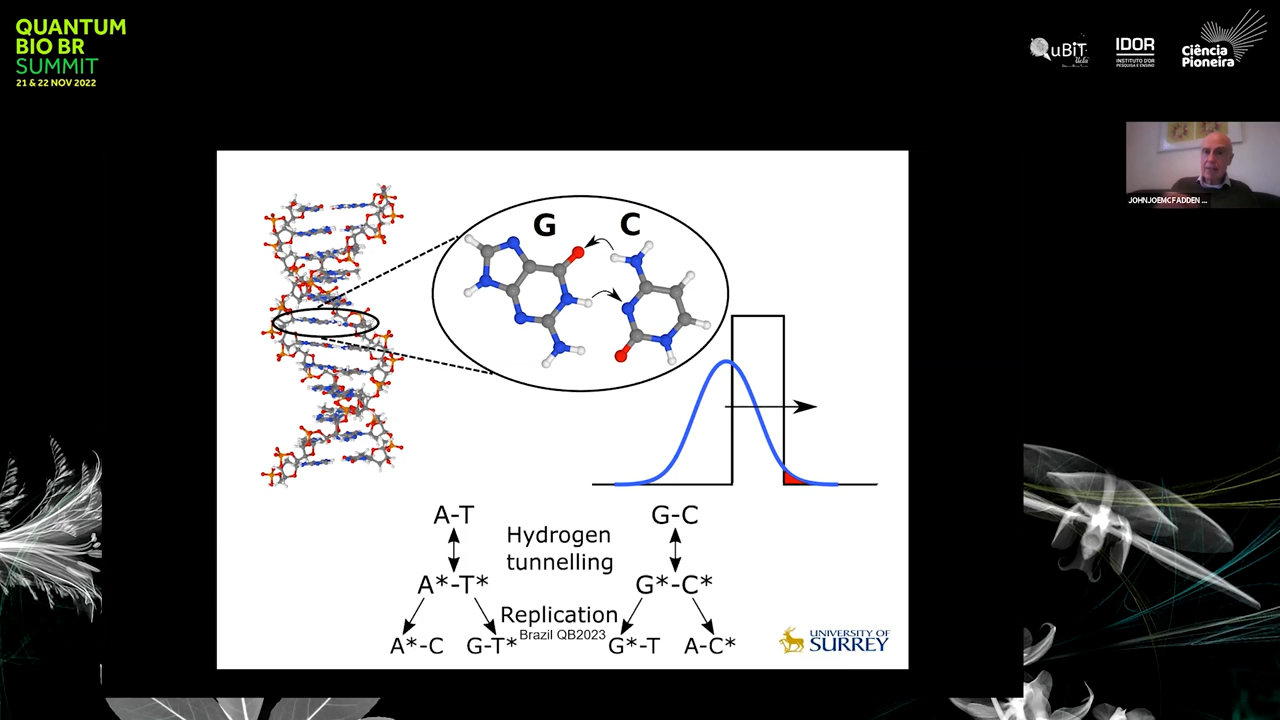 QUANTUM
BIO BR
SUMMIT
21 & 22 NOV 2022
QuBiT
IDOR
INSTITUTO D'OR
PESQUISA E ENSINO
Ciência
Pioneira
JOHNJOEMCFADDEN ...
G
C
A-T
G-C
Hydrogen
tunnelling
A*-T*
G*-C*
Replication
Brazil QB2023
A*-C
G-T*
G*-T
A-C*
UNIVERSITY OF
SURREY